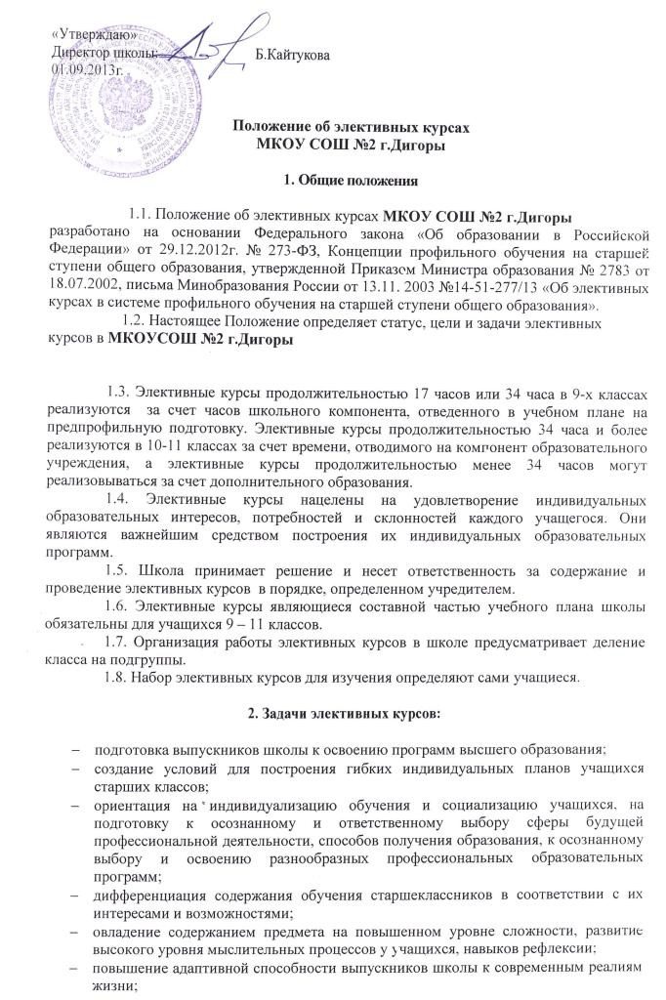 «Утверждаю»
Директор школы: Б.Кайтукова
01.09.2013г.
Положение об элективных курсах
МКОУ СОШ №2 г.Дигоры
1. Общие положения
1.1. Положение об элективных курсах МКОУ СОШ №2 г.Дигоры
разработано на основании Федерального закона «Об образовании в Российской
Федерации» от 29.12.2012г. № 273-ФЗ, Концепции профильного обучения на старшей
ступени общего образования, утвержденной Приказом Министра образования № 2783 от
18.07.2002, письма Минобразования России от 13.11. 2003 №14-51-277/13 «Об элективных
курсах в системе профильного обучения на старшей ступени общего образования».
1.2. Настоящее Положение определяет статус, цели и задачи элективных
курсов в МКОУСОШ №2 г.Дигоры
1.3. Элективные курсы продолжительностью 17 часов или 34 часа в 9-х классах
реализуются за счет часов школьного компонента, отведенного в учебном плане на
предпрофильную подготовку. Элективные курсы продолжительностью 34 часа и более
реализуются в 10-11 классах за счет времени, отводимого на компонент образовательного
учреждения, а элективные курсы продолжительностью менее 34 часов могут
реализовываться за счет дополнительного образования.
1.4. Элективные курсы нацелены на удовлетворение индивидуальных
образовательных интересов, потребностей и склонностей каждого учащегося. Они
являются важнейшим средством построения их индивидуальных образовательных
программ.
1.5. Школа принимает решение и несет ответственность за содержание и
проведение элективных курсов в порядке, определенном учредителем.
1.6. Элективные курсы являющиеся составной частью учебного плана школы
обязательны для учащихся 9 – 11 классов.
1.7. Организация работы элективных курсов в школе предусматривает деление
класса на подгруппы.
1.8. Набор элективных курсов для изучения определяют сами учащиеся.
2. Задачи элективных курсов:
– подготовка выпускников школы к освоению программ высшего образования;
– создание условий для построения гибких индивидуальных планов учащихся
старших классов;
– ориентация на индивидуализацию обучения и социализацию учащихся, на
подготовку к осознанному и ответственному выбору сферы будущей
профессиональной деятельности, способов получения образования, к осознанному
выбору и освоению разнообразных профессиональных образовательных
программ;
– дифференциация содержания обучения старшеклассников в соответствии с их
интересами и возможностями;
– овладение содержанием предмета на повышенном уровне сложности, развитие
высокого уровня мыслительных процессов у учащихся, навыков рефлексии;
– повышение адаптивной способности выпускников школы к современным реалиям
жизни;